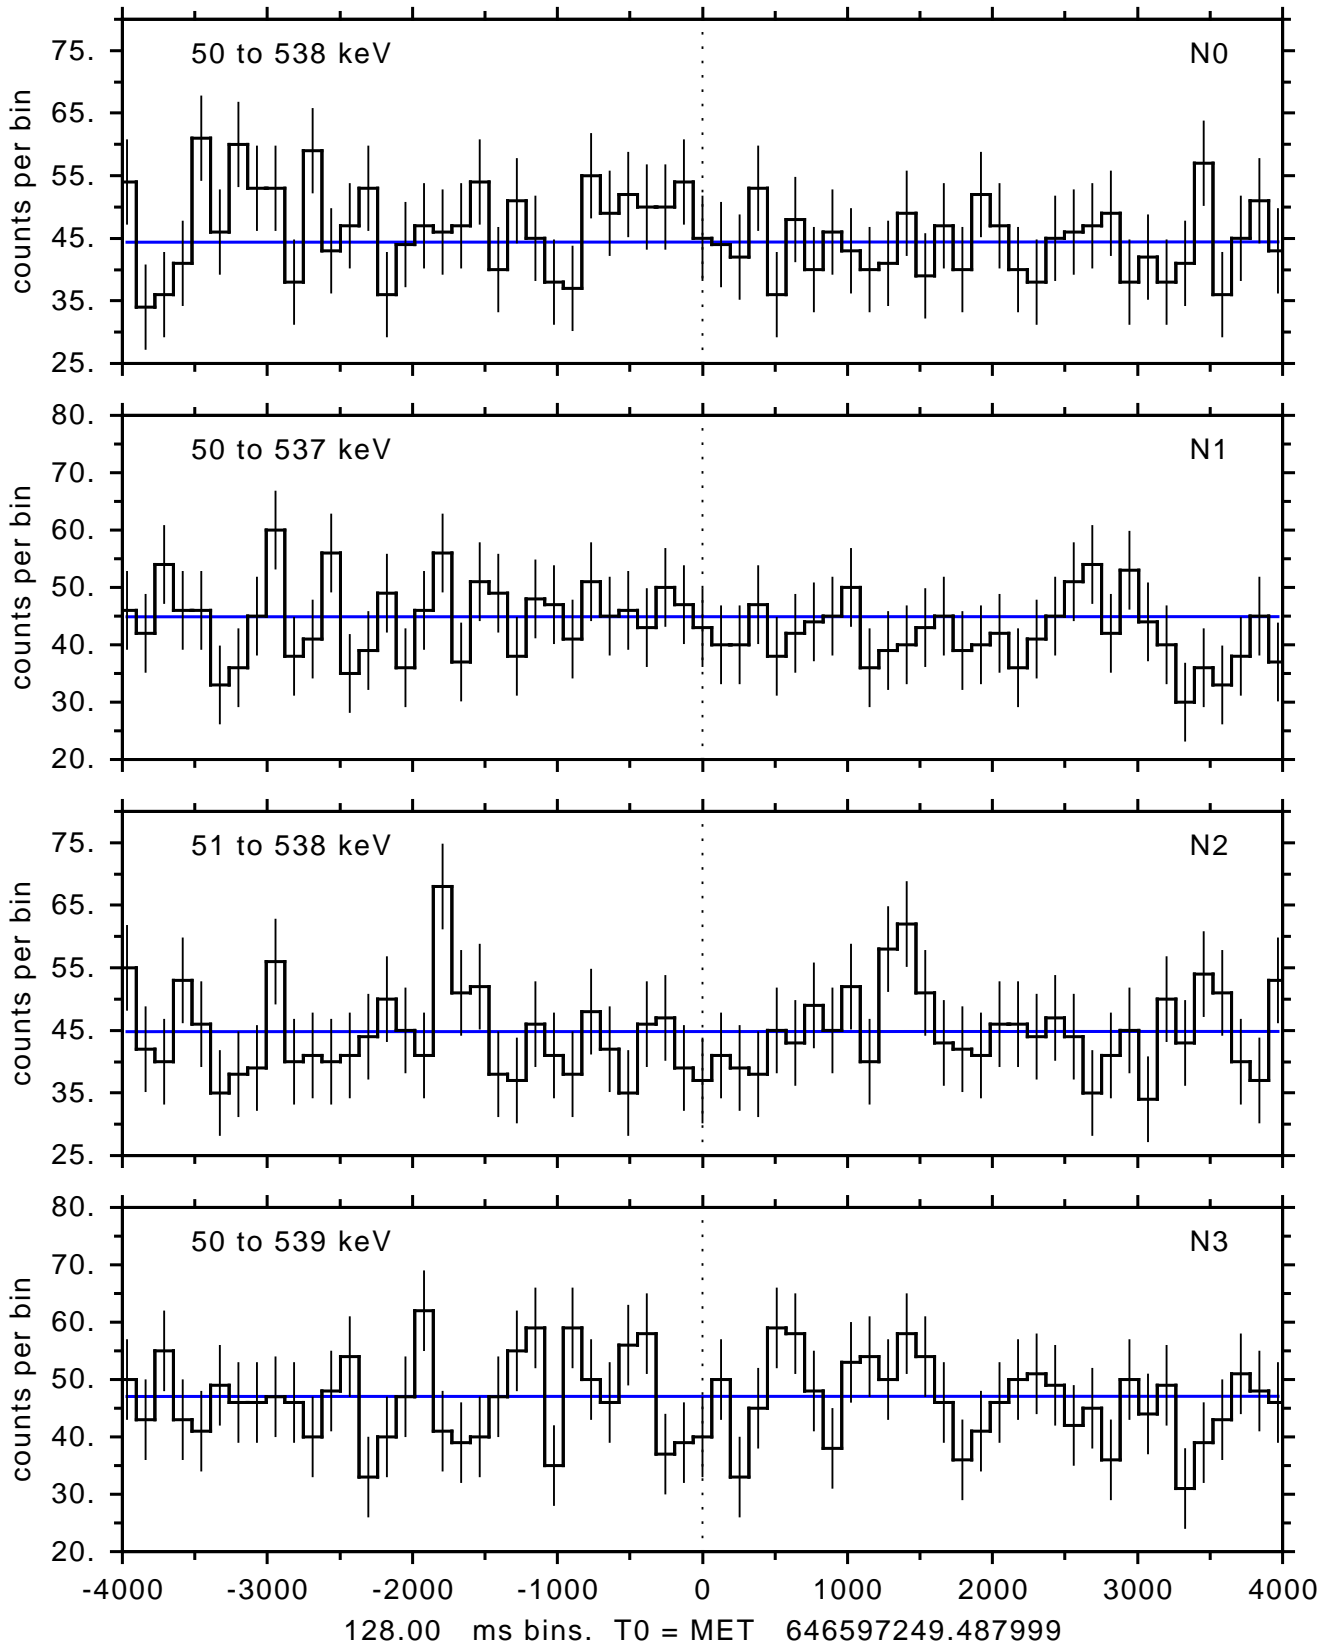 50 to 538 keV N0
counts per bin
75.
65.
55.
45.
35.
25.
50 to 537 keV N1
counts per bin
80.
70.
60.
50.
40.
30.
20.
51 to 538 keV N2
counts per bin
75.
65.
55.
45.
35.
25.
50 to 539 keV N3
counts per bin
80.
70.
60.
50.
40.
30.
20.
-4000 -3000 -2000 -1000 0 1000 2000 3000 4000
128.00 ms bins. T0 = MET 646597249.487999